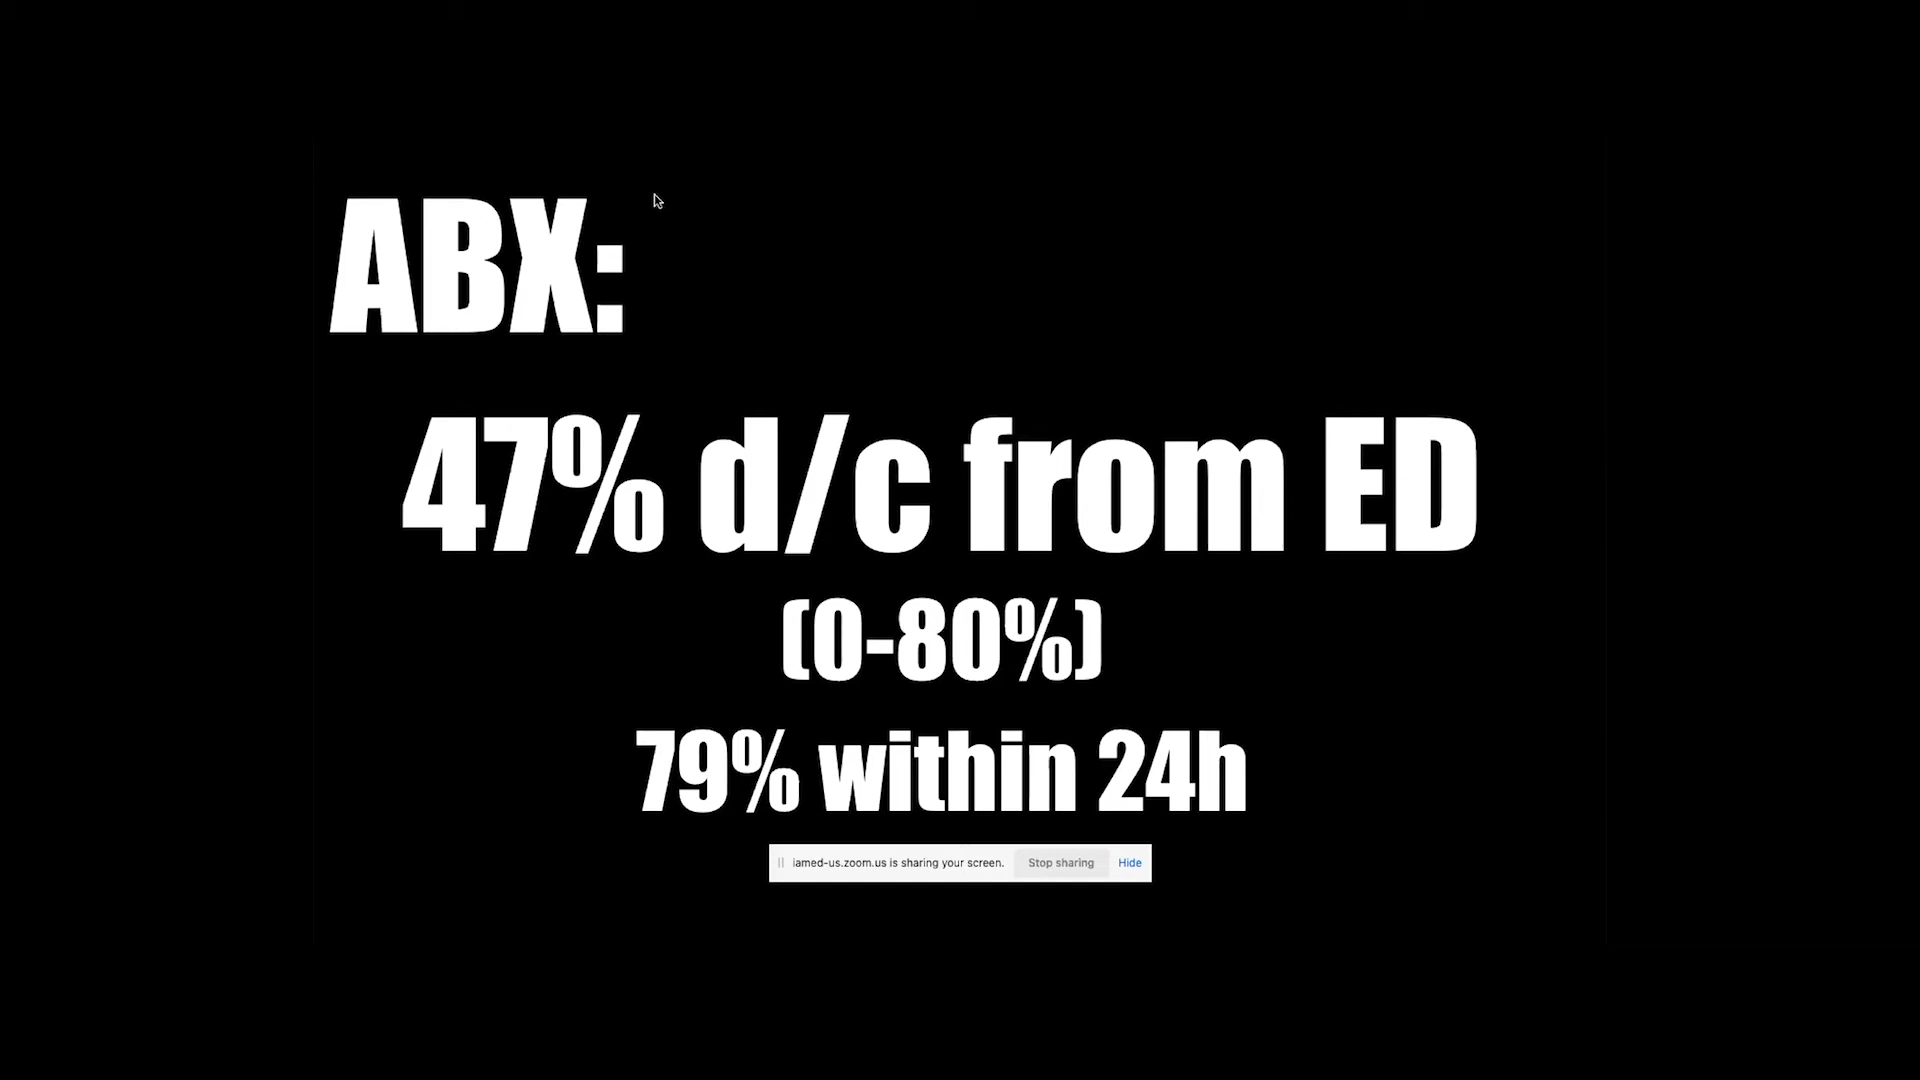 ABX:
47% d/c from ED
(0-80%)
79% within 24h
iamed-us.zoom.us is sharing your screen. Stop sharing Hide